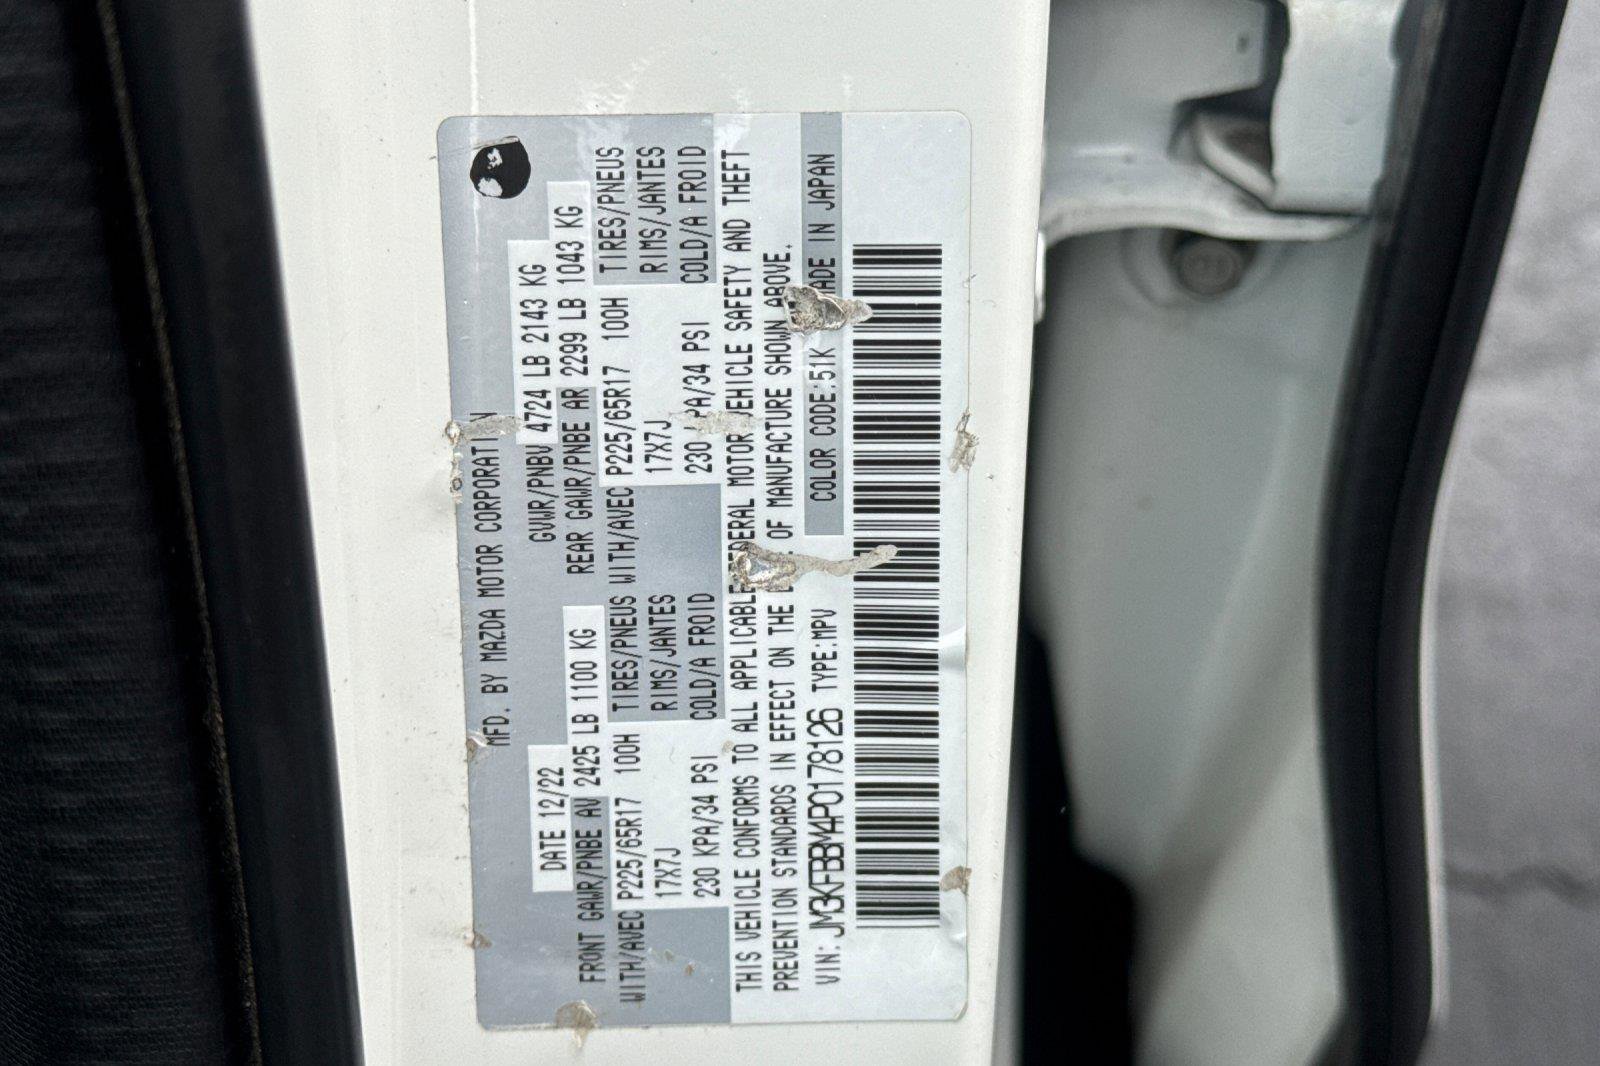 MFD. BY MAZDA MOTOR CORPORATI N
DATE 12/22 GVWR/PNBV 4724 LB 2143 KG
FRONT GAWR/PNBE AV 2425 LB 1100 KG REAR GAWR/PNBE AR 2299 LB 1043 KG
WITH/AVEC P225/65R17 100H TIRES/PNEUS WITH/AVEC P225/65R17 100H TIRES/PNEUS
17X7J RIMS/JANTES 17X7J RIMS/JANTES
230 KPA/34 PSI COLD/A FROID 230 PA/34 PSI COLD/A FROID
THIS VEHICLE CONFORMS TO ALL APPLICABLE FEDERAL MOTOR VEHICLE SAFETY AND THEFT
PREVENTION STANDARDS IN EFFECT ON THE OF MANUFACTURE SHOWN ABOVE.
VIN: JM3KFBBM4P0178126 TYPE:MPV COLOR CODE:51K MADE IN JAPAN